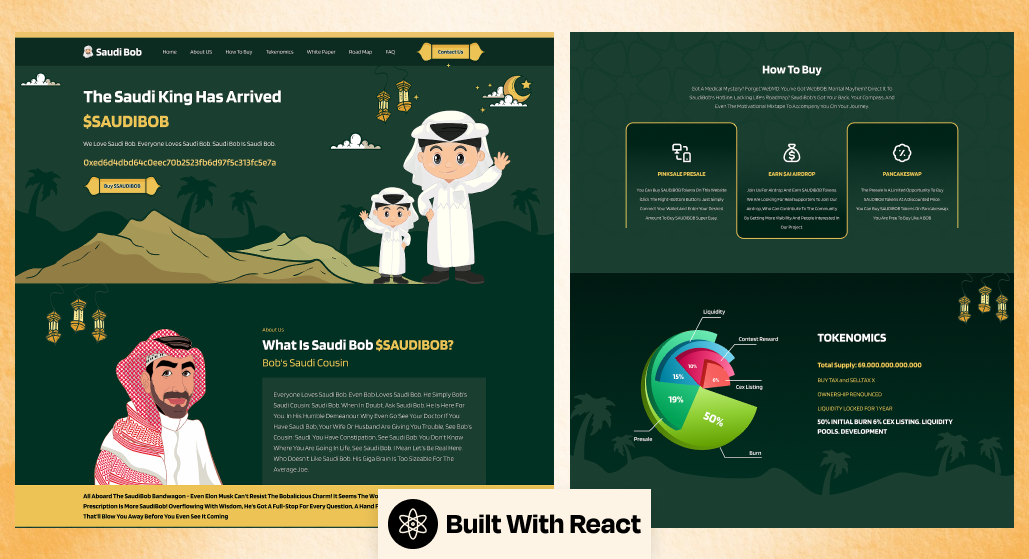 Saudi Bob
Home About US How To Buy Tekenomics White Paper Road Map FAQ
Contact Us
The Saudi King Has Arrived
$SAUDIBOB
We Love Saudi Bob. Everyone Loves Saudi Bob. Saudi Bob Is Saudi Bob.
0xed6d4dbd64c0eec70b2523fb6d97f5c313fc5e7a
Buy $SAUDIBOB
About Us
What Is Saudi Bob $SAUDIBOB?
Bob's Saudi Cousin
Everyone Loves Saudi Bob. Even Bob Loves Saudi Bob. He Simply Bob's
Saudi Cousin. Saudi Bob. When In Doubt, Ask Saudi Bob. He Is Here For
You. In His Humble Demeanour. Why Even Go See Your Doctor If You
Have Saudi Bob, Your Wife Or Husband Are Giving You Trouble, See Bob's
Cousin. Saudi. You Have Constipation, See Saudi Bob. You Don't Know
Where You Are Going In Life, See Saudi Bob. I Mean Let's Be Real Here.
Who Doesn't Like Saudi Bob. His Giga Brain Is Too Sizeable For The
Average Joe.
All Aboard The SaudiBob Bandwagon - Even Elon Musk Can't Resist The Bobalicious Charm! It Seems The Wo
Prescription Is More SaudiBob! Overflowing With Wisdom, He's Got A Full-Stop For Every Question, A Hand F
That'll Blow You Away Before You Even See It Coming
How To Buy
Got A Medical Mystery? Forget WebMD, You've Got WebBOB! Marital Mayhem? Direct It To
SaudiBob's Hotline. Lacking Life's Roadmap? SaudiBob's Got Your Back, Your Compass, And
Even The Motivational Mixtape To Accompany You On Your Journey.
PINKSALE PRESALE
You Can Buy SAUDIBOB Tokens On This Website
Click The Right-Bottom Button. Just Simply
Connect Your Wallet And Enter Your Desired
Amount To Buy SAUDIBOB Super Easy.
EARN $AI AIRDROP
Join Us For Airdrop And Earn SAUDIBOB Tokens.
We Are Looking For Real Supporters To Join Our
Airdrop, Who Can Contribute To The Community
By Getting More Visibility And People Interested In
Our Project.
PANCAKESWAP
The Presale Is A Limited Opportunity To Buy
SAUDIBOB Tokens At A Discounted Price.
You Can Buy SAUDIBOB Tokens On Pancakeswap.
You Are Free To Buy Like A BOB.
Liquidity
Contest Reward
Cex Listing
Presale
Burn
10%
6%
15%
19%
50%
TOKENOMICS
Total Supply: 69.000.000.000.000
BUY TAX and SELL TAX X
OWNERSHIP RENOUNCED
LIQUIDITY LOCKED FOR 1 YEAR
50% INITIAL BURN 6% CEX LISTING. LIQUIDITY
POOLS. DEVELOPMENT
Built With React